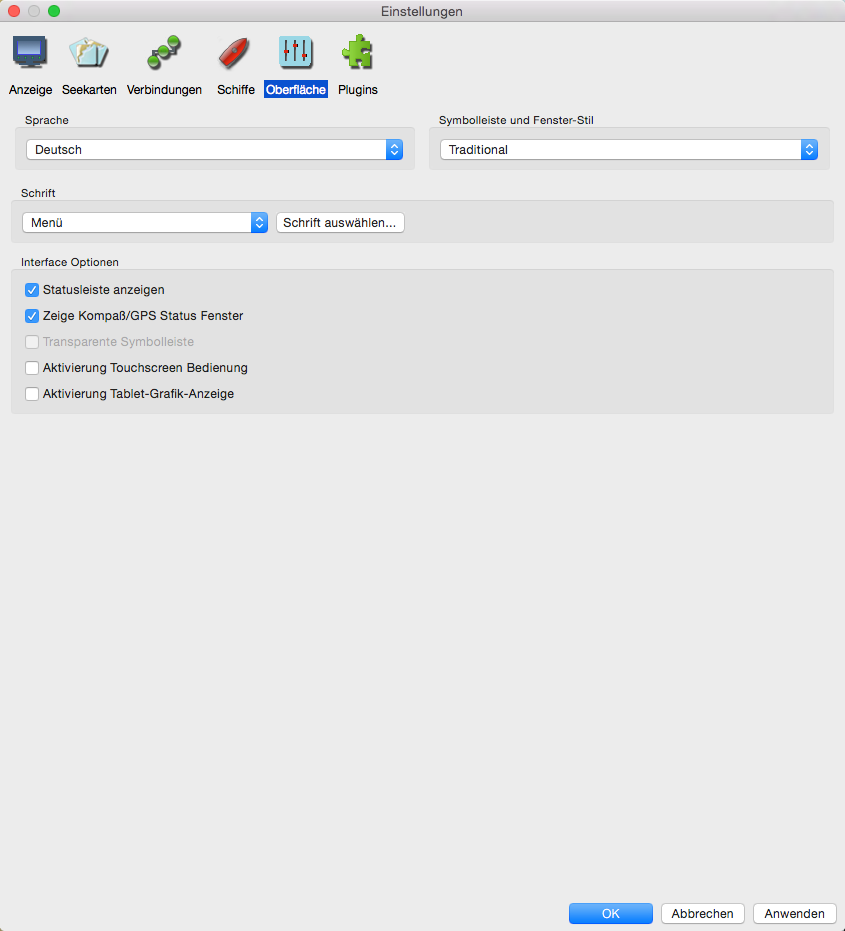 Einstellungen
Anzeige Seekarten Verbindungen Schiffe Oberfläche Plugins
Sprache Symbolleiste und Fenster-Stil
Deutsch Traditional
Schrift
Menü Schrift auswählen...
Interface Optionen
Statusleiste anzeigen
Zeige Kompaß/GPS Status Fenster
Transparente Symbolleiste
Aktivierung Touchscreen Bedienung
Aktivierung Tablet-Grafik-Anzeige
OK Abbrechen Anwenden